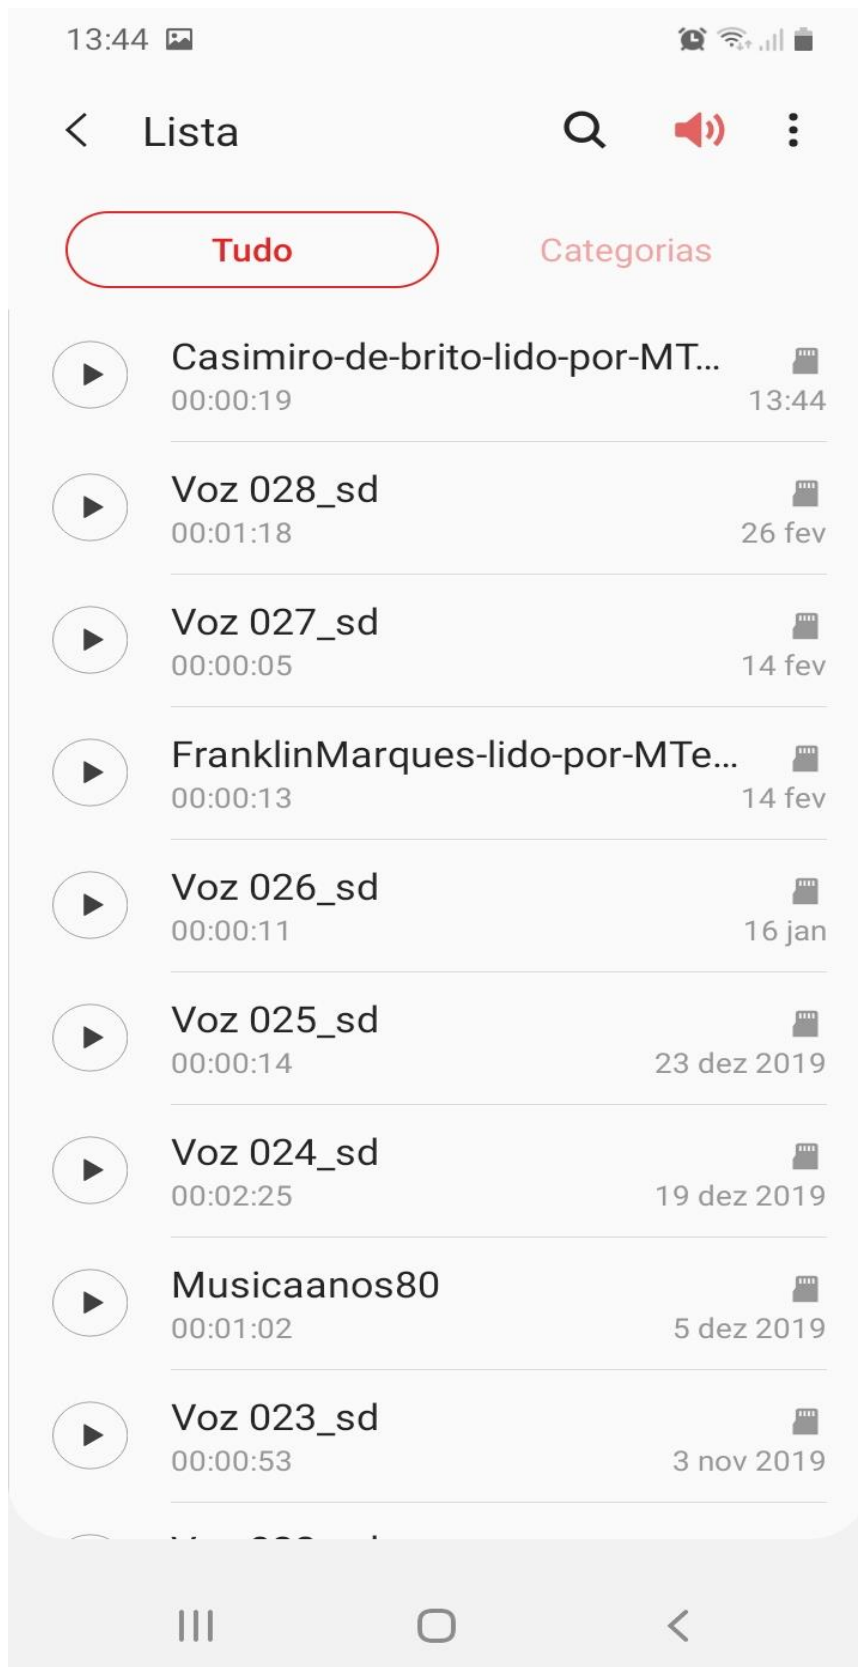 13:44
Lista
Tudo
Categorias
Casimiro-de-brito-lido-por-MT...
00:00:19
13:44
Voz 028_sd
00:01:18
26 fev
Voz 027_sd
00:00:05
14 fev
FranklinMarques-lido-por-MTe...
00:00:13
14 fev
Voz 026_sd
00:00:11
16 jan
Voz 025_sd
00:00:14
23 dez 2019
Voz 024_sd
00:02:25
19 dez 2019
Musicaanos80
00:01:02
5 dez 2019
Voz 023_sd
00:00:53
3 nov 2019